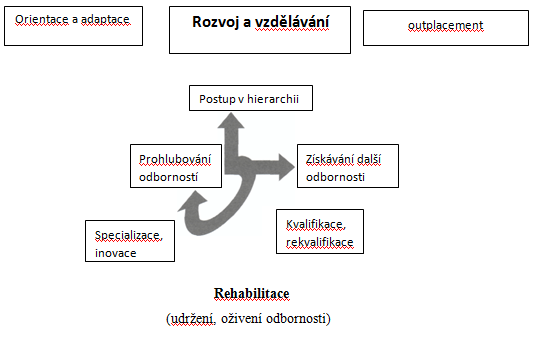 Orientace a adaptace
Rozvoj a vzdělávání
outplacement
Postup v hierarchii
Prohlubování
odborností
Získávání další
odbornosti
Specializace,
inovace
Kvalifikace,
rekvalifikace
Rehabilitace
(udržení, oživení odbornosti)